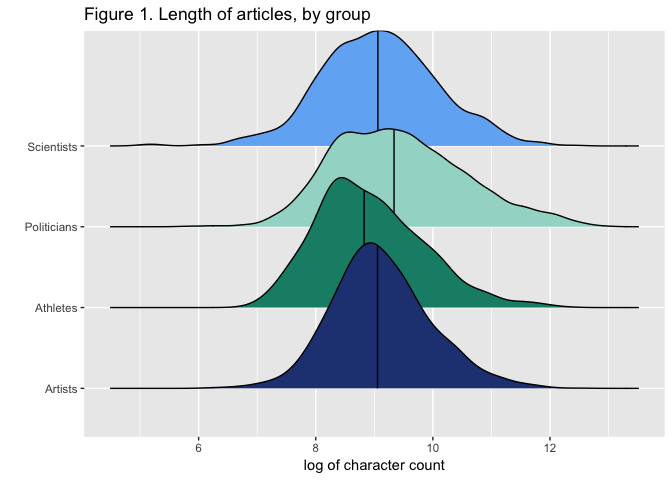 Figure 1. Length of articles, by group
Scientists
Politicians
Athletes
Artists
6 8 10 12
log of character count